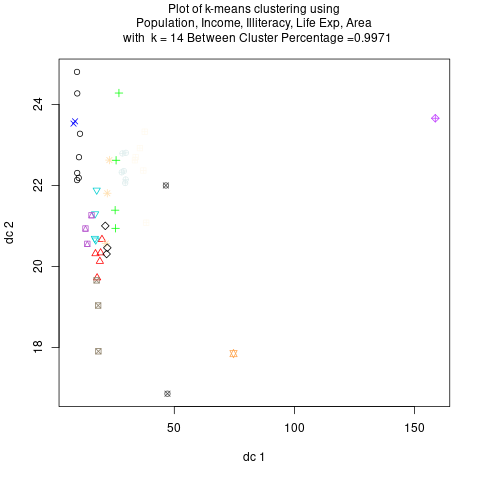 Plot of k-means clustering using
Population, Income, Illiteracy, Life Exp, Area
with k = 14 Between Cluster Percentage =0.9971
24
22
20
18
dc 2
50 100 150
dc 1